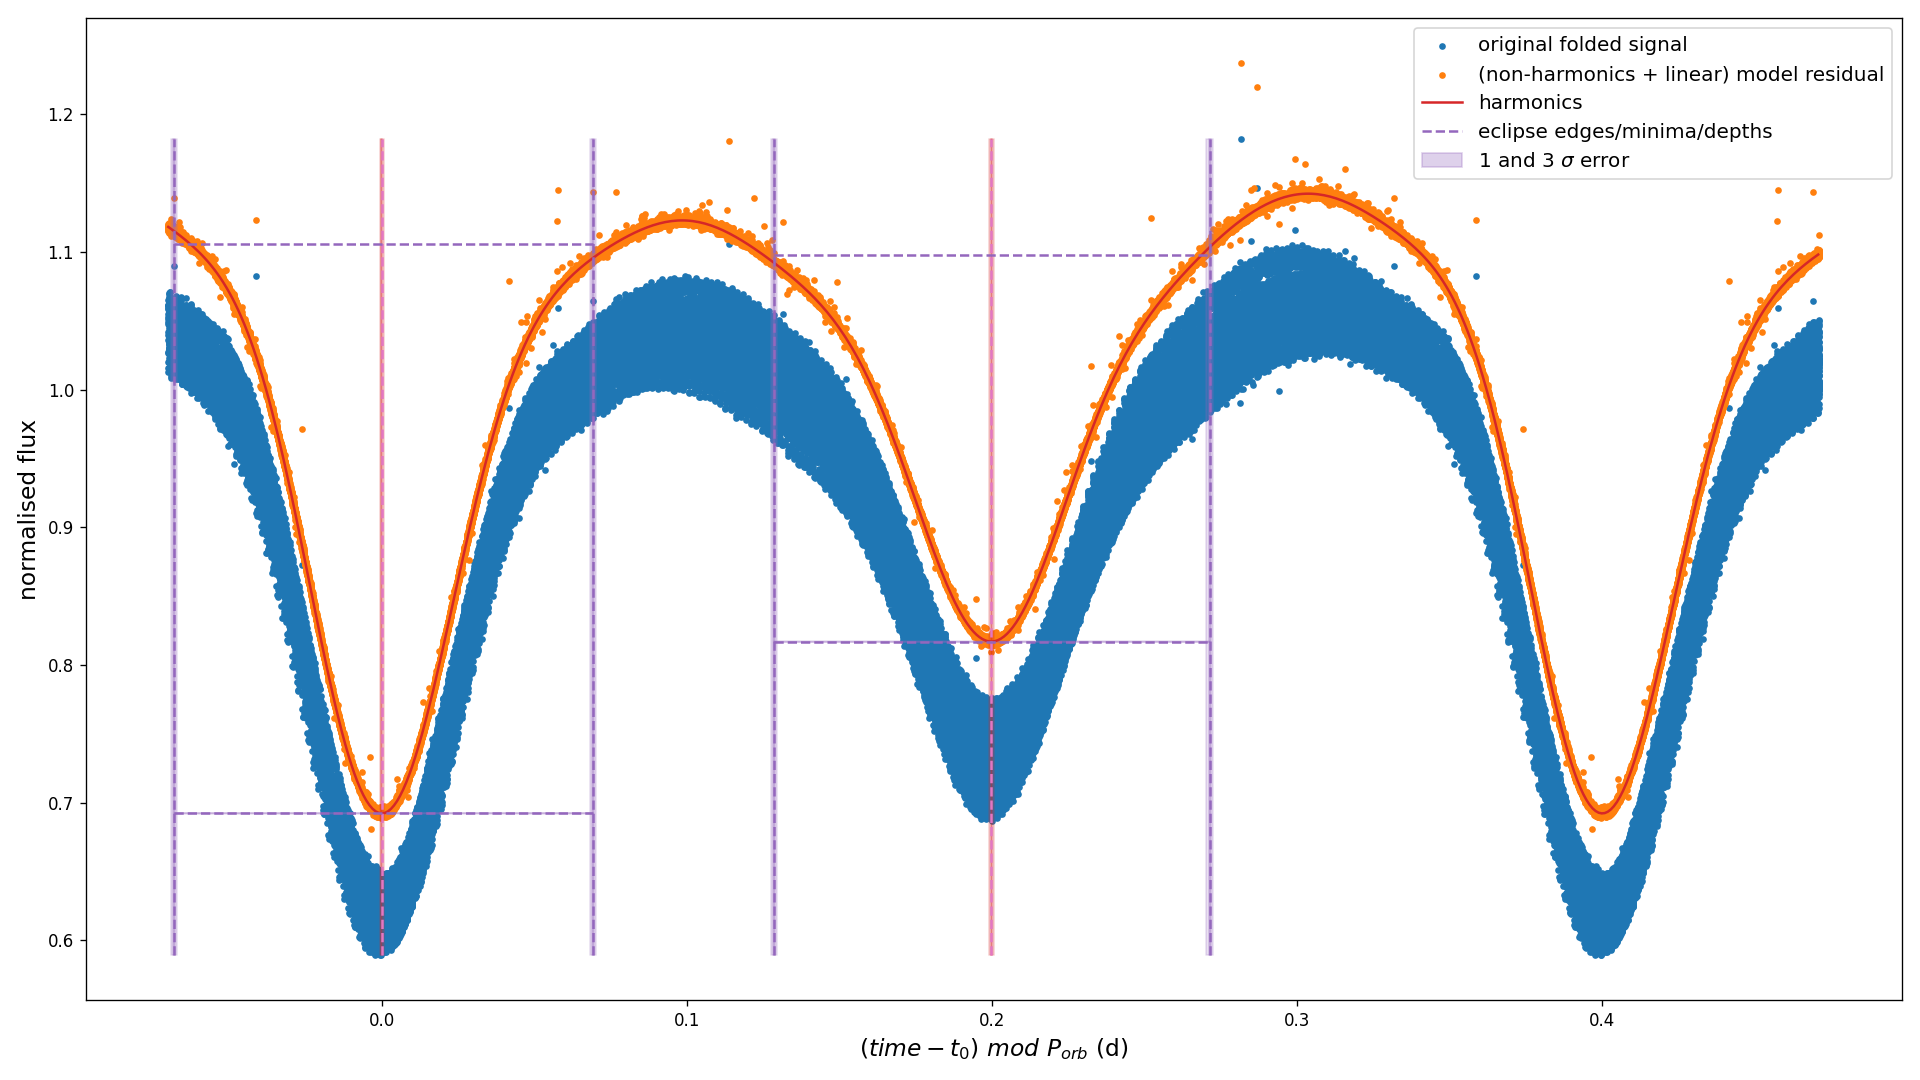 original folded signal
(non-harmonics + linear) model residual
harmonics
eclipse edges/minima/depths
1 and 3 σ error
1.2
1.1
1.0
0.9
0.8
0.7
0.6
normalised flux
0.0 0.1 0.2 0.3 0.4
(time − t₀) mod P_orb (d)